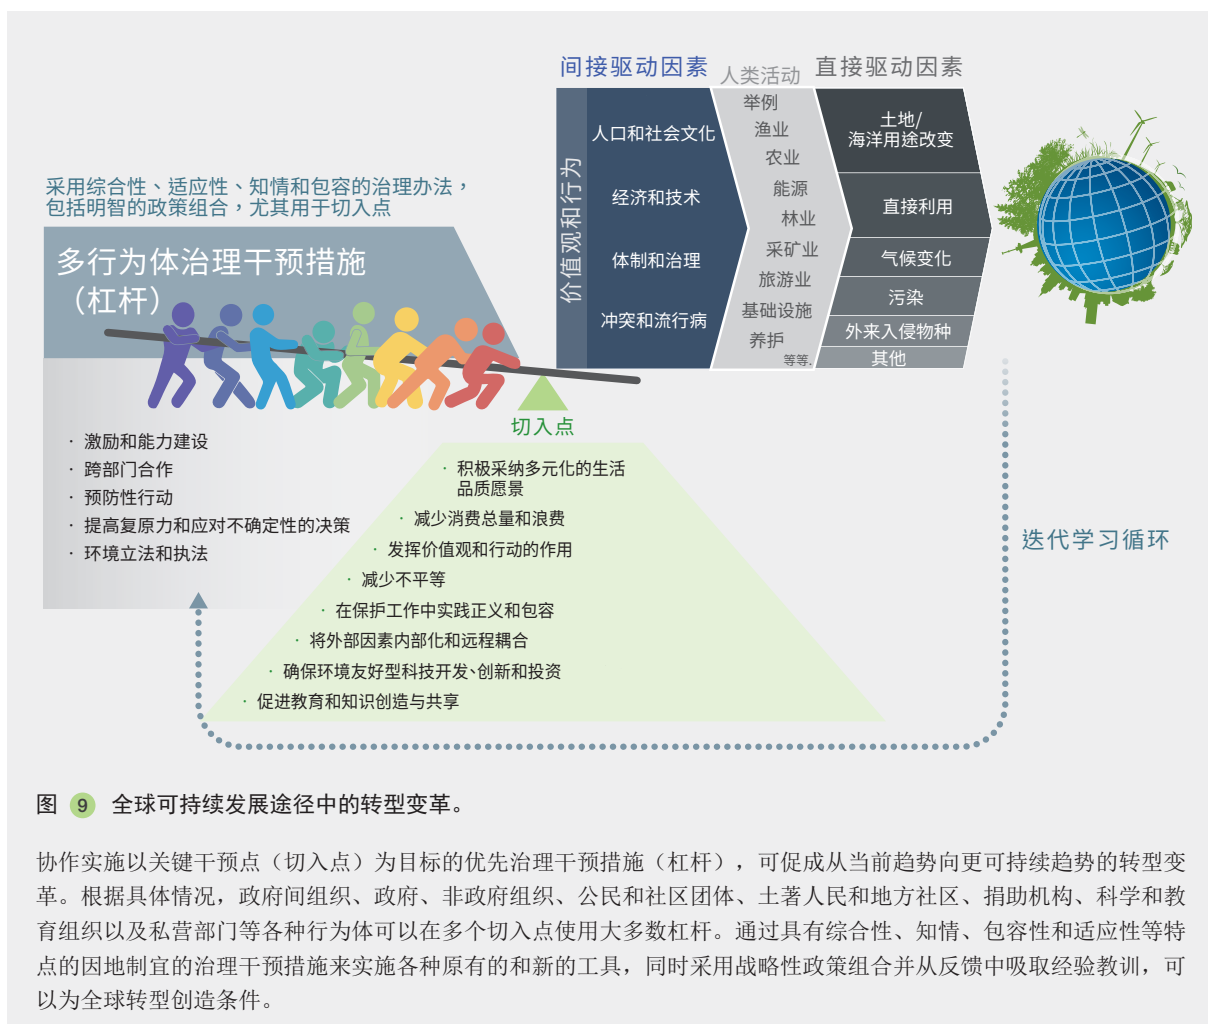 间接驱动因素
人类活动
直接驱动因素
价值观和行为
人口和社会文化
经济和技术
体制和治理
冲突和流行病
举例
渔业
农业
能源
林业
采矿业
旅游业
基础设施
养护
等等.
土地/
海洋用途改变
直接利用
气候变化
污染
外来入侵物种
其他
采用综合性、适应性、知情和包容的治理办法，
包括明智的政策组合，尤其用于切入点
多行为体治理干预措施
（杠杆）
· 激励和能力建设
· 跨部门合作
· 预防性行动
· 提高复原力和应对不确定性的决策
· 环境立法和执法
切入点
· 积极采纳多元化的生活
品质愿景
· 减少消费总量和浪费
· 发挥价值观和行动的作用
· 减少不平等
· 在保护工作中实践正义和包容
· 将外部因素内部化和远程耦合
· 确保环境友好型科技开发、创新和投资
· 促进教育和知识创造与共享
迭代学习循环
图 9 全球可持续发展途径中的转型变革。
协作实施以关键干预点（切入点）为目标的优先治理干预措施（杠杆），可促成从当前趋势向更可持续趋势的转型变
革。根据具体情况，政府间组织、政府、非政府组织、公民和社区团体、土著人民和地方社区、捐助机构、科学和教
育组织以及私营部门等各种行为体可以在多个切入点使用大多数杠杆。通过具有综合性、知情、包容性和适应性等特
点的因地制宜的治理干预措施来实施各种原有的和新的工具，同时采用战略性政策组合并从反馈中吸取经验教训，可
以为全球转型创造条件。